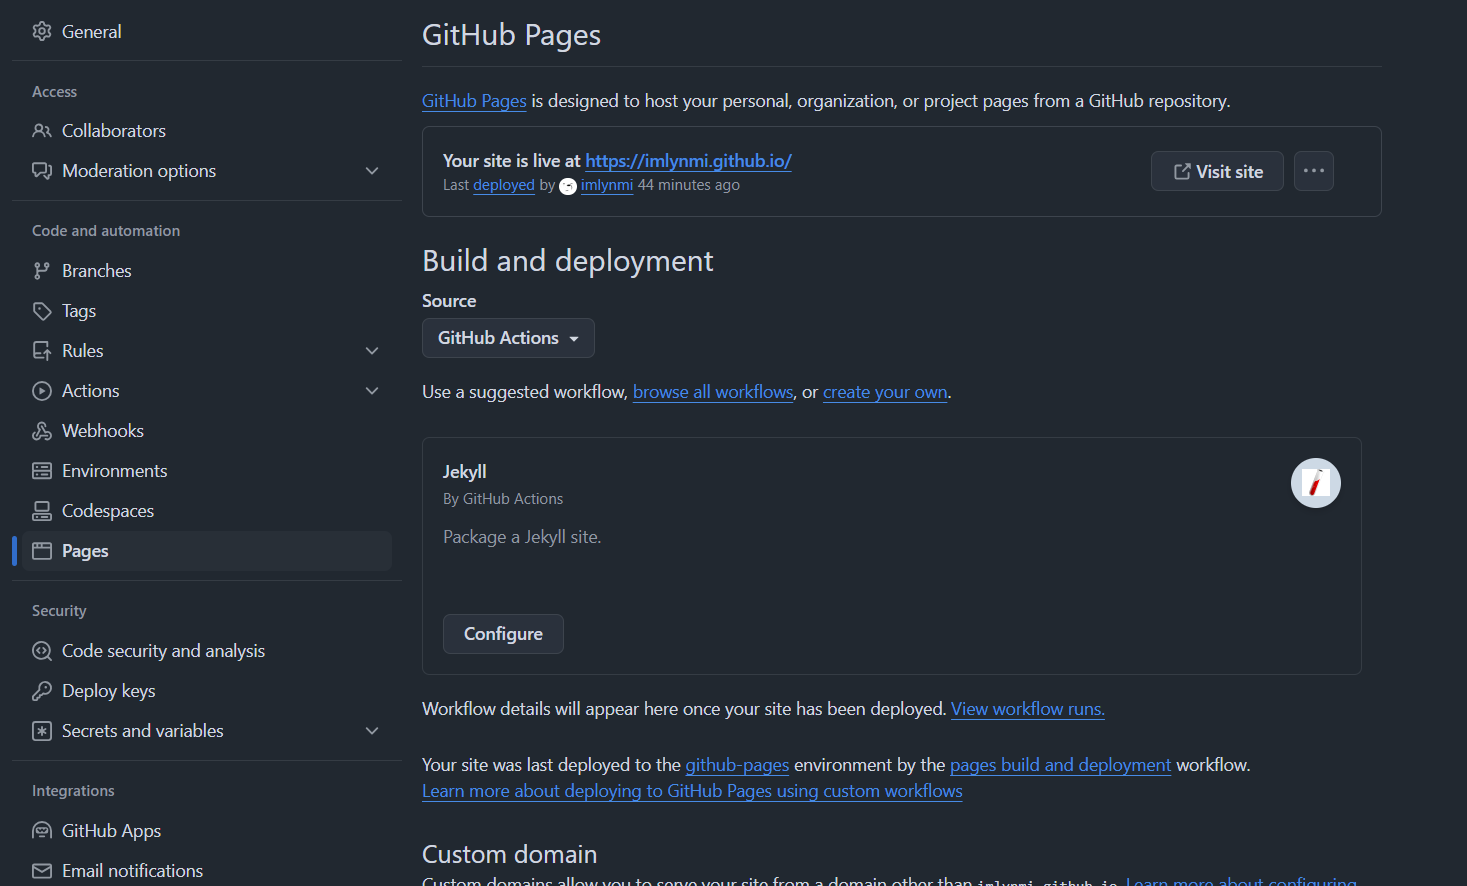 General
Access
Collaborators
Moderation options
Code and automation
Branches
Tags
Rules
Actions
Webhooks
Environments
Codespaces
Pages
Security
Code security and analysis
Deploy keys
Secrets and variables
Integrations
GitHub Apps
Email notifications
GitHub Pages
GitHub Pages is designed to host your personal, organization, or project pages from a GitHub repository.
Your site is live at https://imlynmi.github.io/
Last deployed by imlynmi 44 minutes ago
Visit site
Build and deployment
Source
GitHub Actions
Use a suggested workflow, browse all workflows, or create your own.
Jekyll
By GitHub Actions
Package a Jekyll site.
Configure
Workflow details will appear here once your site has been deployed. View workflow runs.
Your site was last deployed to the github-pages environment by the pages build and deployment workflow.
Learn more about deploying to GitHub Pages using custom workflows
Custom domain
Custom domains allow you to serve your site from a domain other than imlynmi.github.io. Learn more about configuring